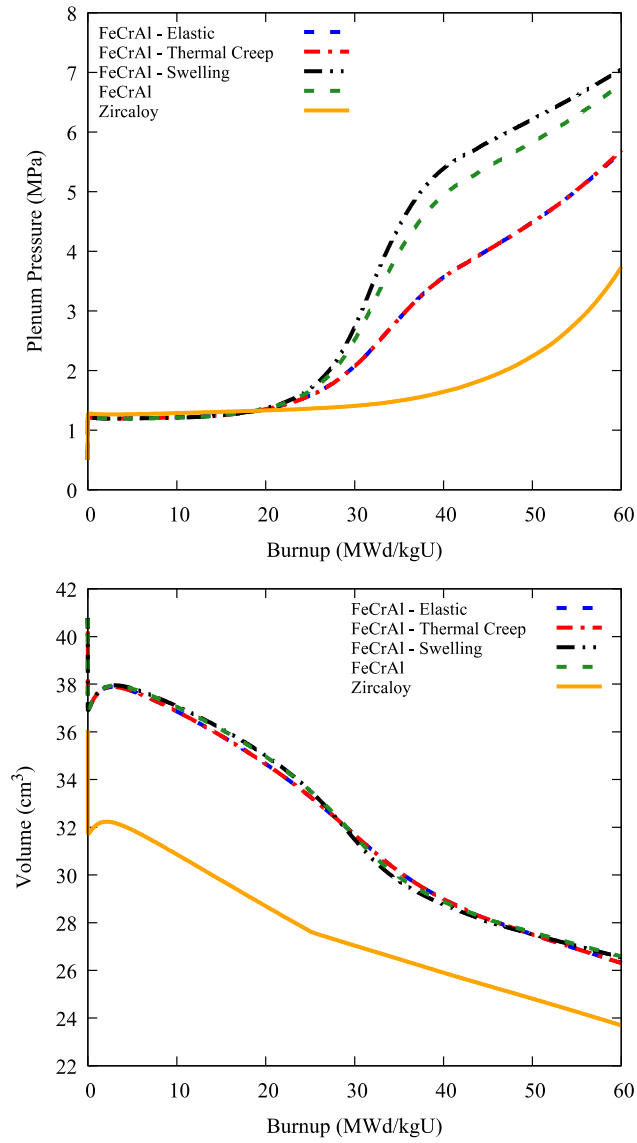 8
7
6
5
4
3
2
1
0
Plenum Pressure (MPa)
FeCrAl - Elastic
FeCrAl - Thermal Creep
FeCrAl - Swelling
FeCrAl
Zircaloy
0 10 20 30 40 50 60
Burnup (MWd/kgU)
42
40
38
36
34
32
30
28
26
24
22
Volume (cm³)
FeCrAl - Elastic
FeCrAl - Thermal Creep
FeCrAl - Swelling
FeCrAl
Zircaloy
0 10 20 30 40 50 60
Burnup (MWd/kgU)